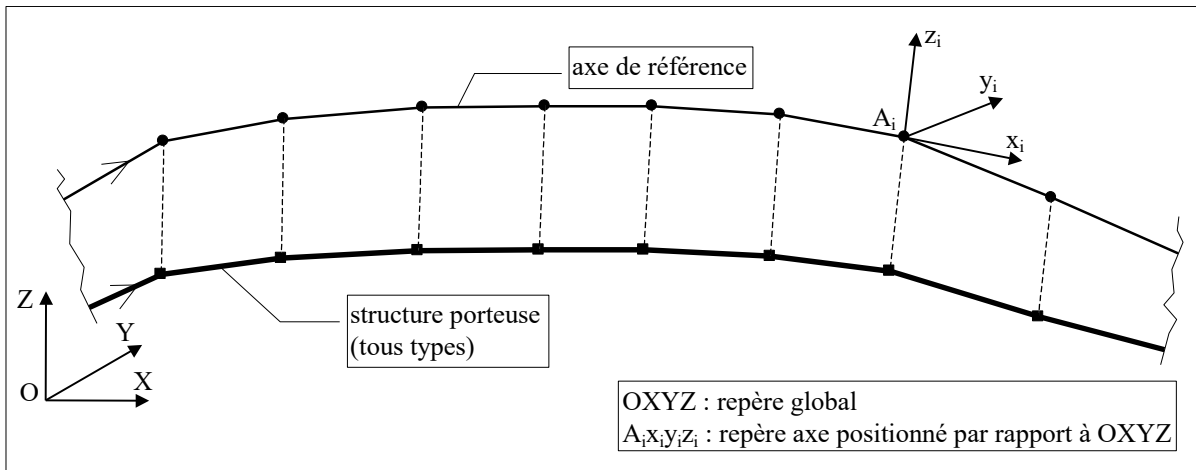 axe de référence
zᵢ
yᵢ
Aᵢ
xᵢ
Z
Y
X
O
structure porteuse
(tous types)
OXYZ : repère global
Aᵢxᵢyᵢzᵢ : repère axe positionné par rapport à OXYZ